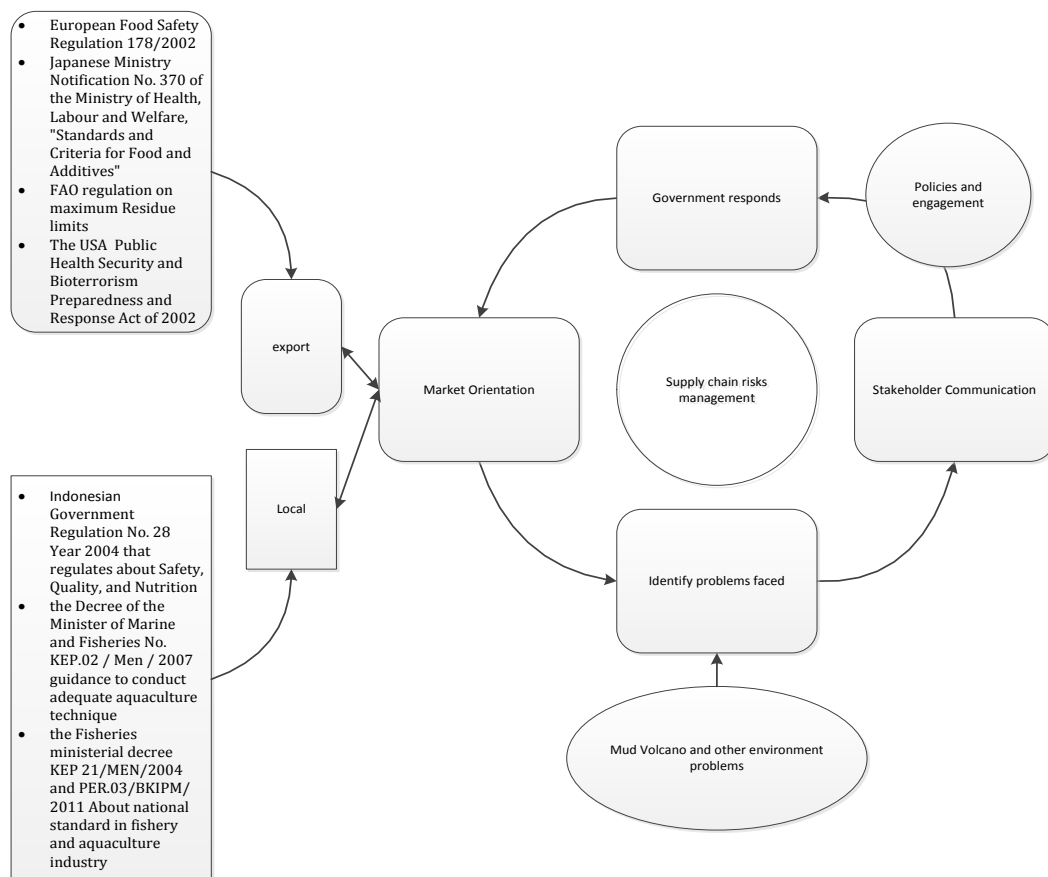 • European Food Safety
Regulation 178/2002
• Japanese Ministry
Notification No. 370 of
the Ministry of Health,
Labour and Welfare,
"Standards and
Criteria for Food and
Additives"
• FAO regulation on
maximum Residue
limits
• The USA  Public
Health Security and
Bioterrorism
Preparedness and
Response Act of 2002
export
• Indonesian
Government
Regulation No. 28
Year 2004 that
regulates about Safety,
Quality, and Nutrition
• the Decree of the
Minister of Marine
and Fisheries No.
KEP.02 / Men / 2007
guidance to conduct
adequate aquaculture
technique
• the Fisheries
ministerial decree
KEP 21/MEN/2004
and PER.03/BKIPM/
2011 About national
standard in fishery
and aquaculture
industry
Local
Market Orientation
Government responds
Policies and
engagement
Supply chain risks
management
Stakeholder Communication
Identify problems faced
Mud Volcano and other environment
problems